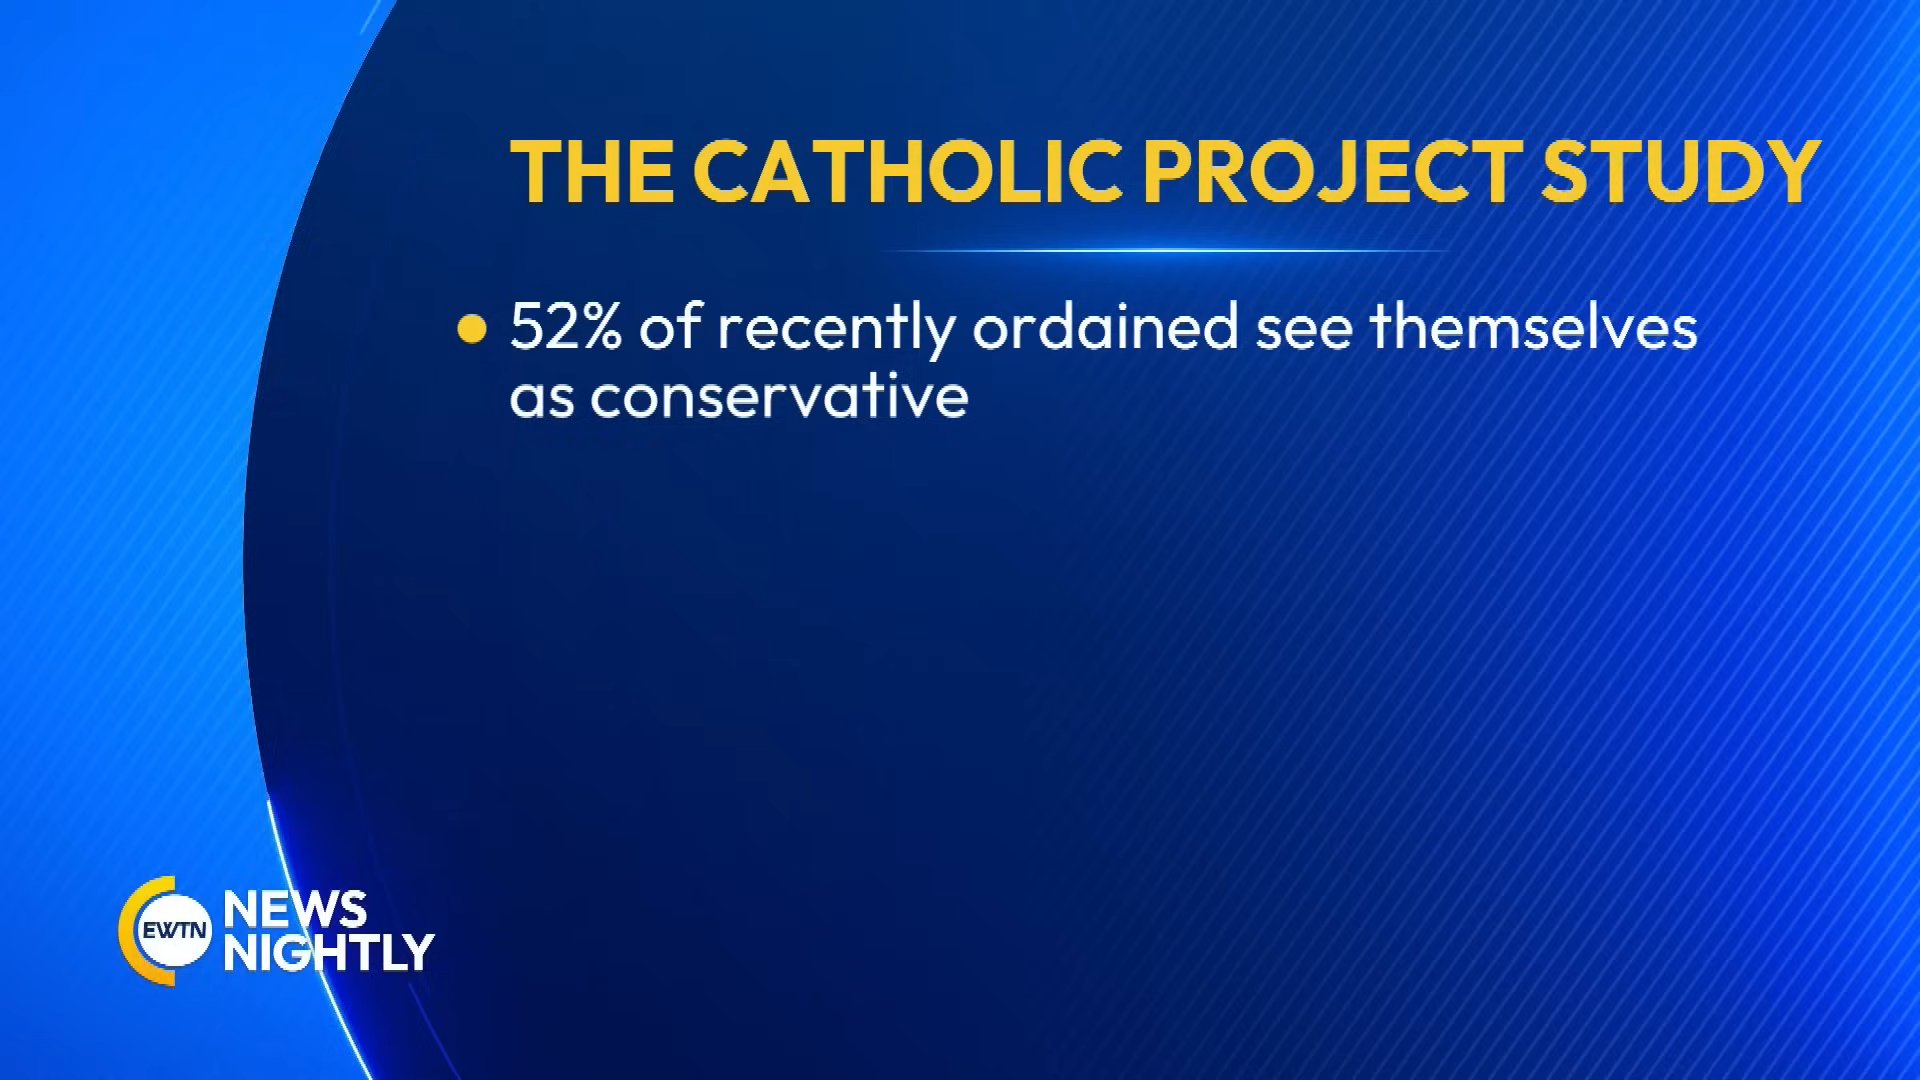 THE CATHOLIC PROJECT STUDY
52% of recently ordained see themselves
as conservative
EWTN
NEWS
NIGHTLY